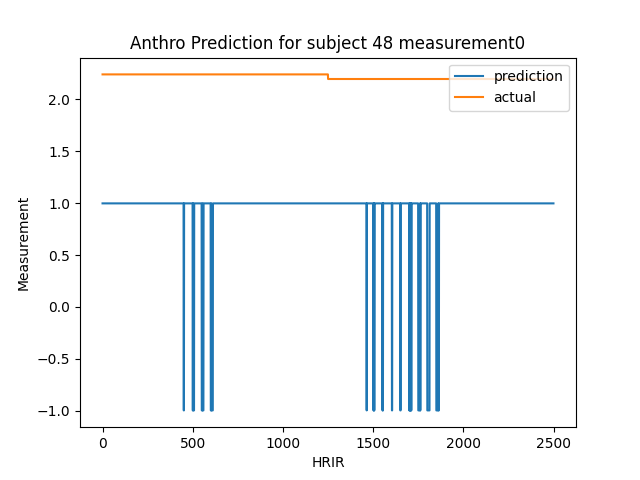 Anthro Prediction for subject 48 measurement0
prediction
actual
Measurement
2.0
1.5
1.0
0.5
0.0
−0.5
−1.0
0 500 1000 1500 2000 2500
HRIR